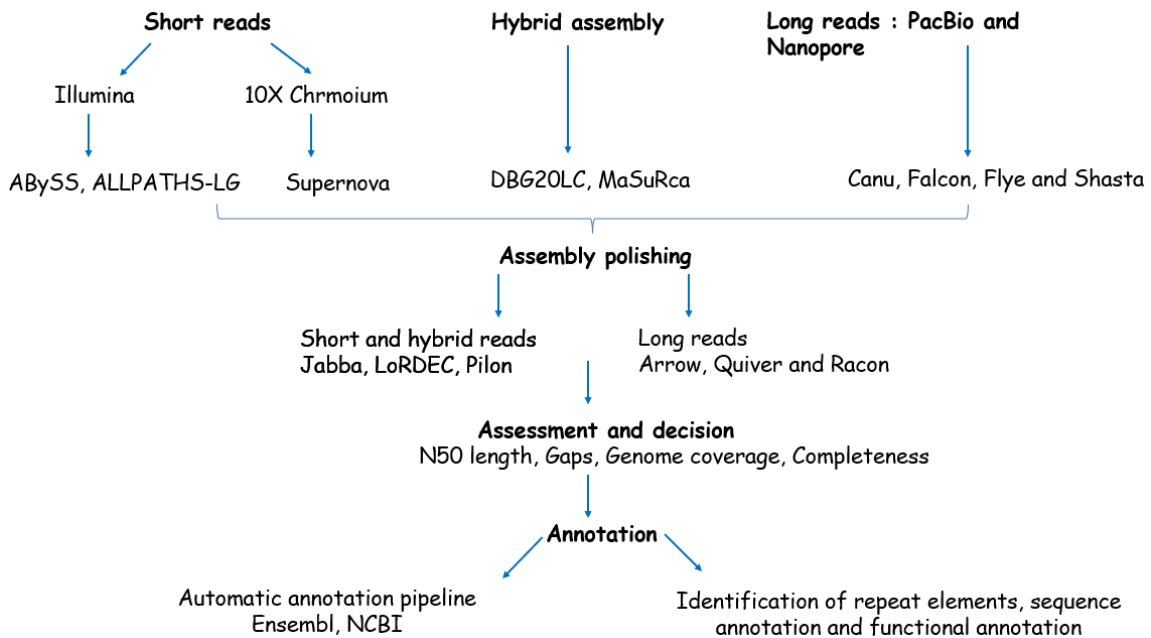 Short reads
Hybrid assembly
Long reads : PacBio and
Nanopore
Illumina
10X Chrmoium
ABySS, ALLPATHS-LG
Supernova
DBG20LC, MaSuRca
Canu, Falcon, Flye and Shasta
Assembly polishing
Short and hybrid reads
Jabba, LoRDEC, Pilon
Long reads
Arrow, Quiver and Racon
Assessment and decision
N50 length, Gaps, Genome coverage, Completeness
Annotation
Automatic annotation pipeline
Ensembl, NCBI
Identification of repeat elements, sequence
annotation and functional annotation